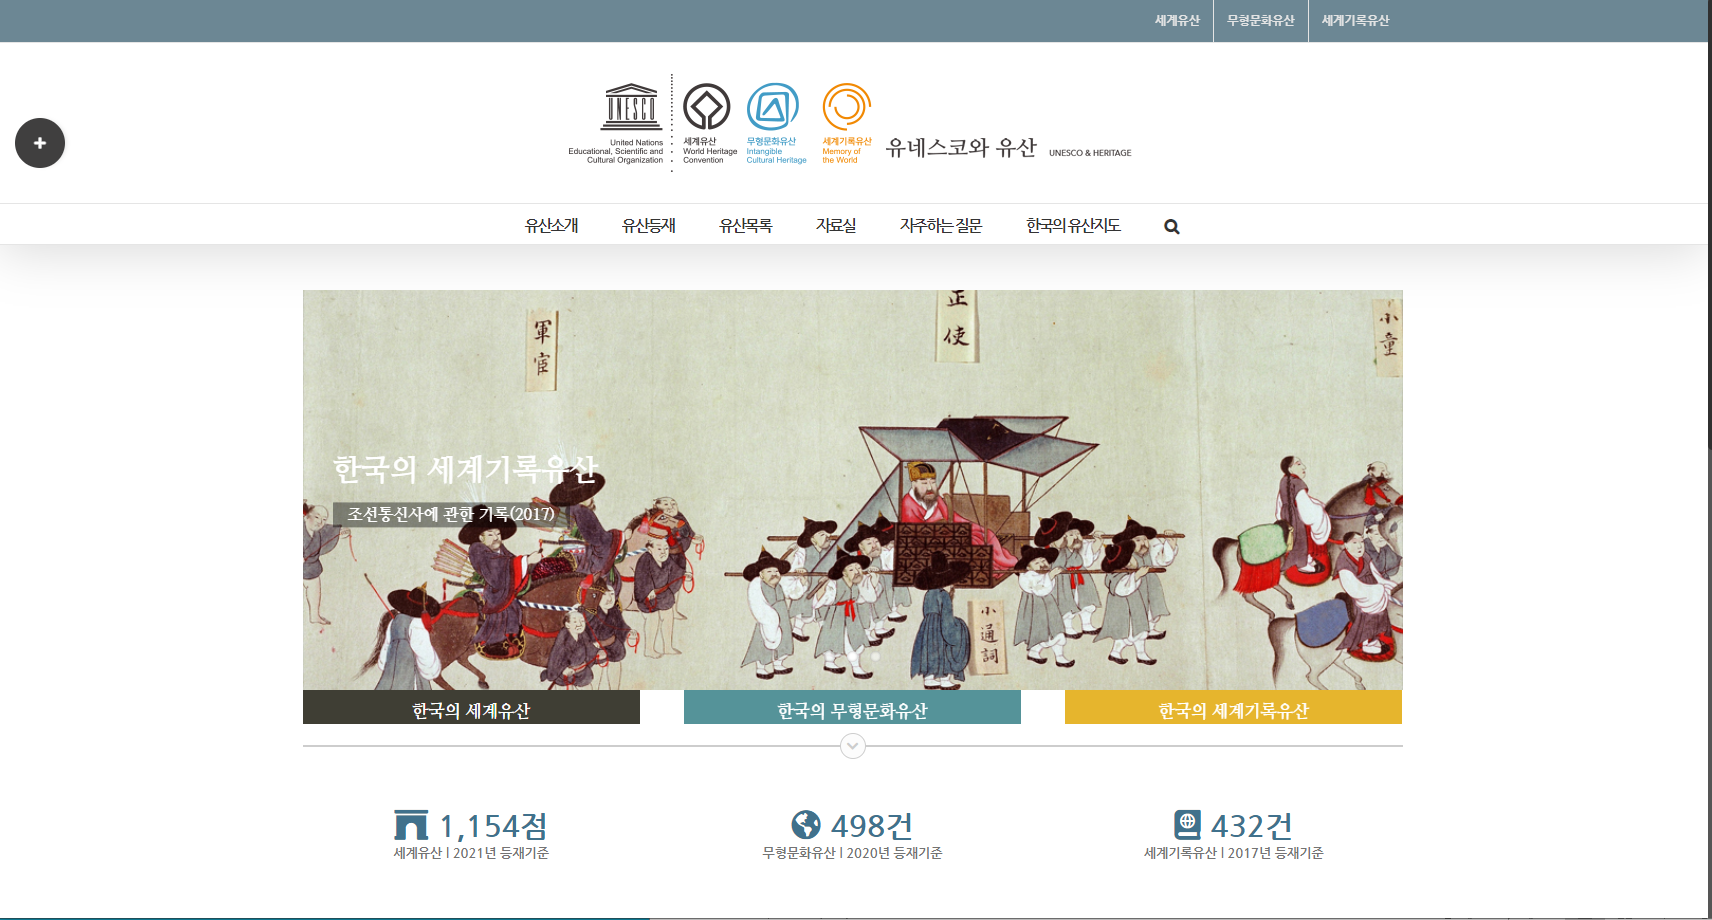 세계유산
무형문화유산
세계기록유산
UNESCO
United Nations
Educational, Scientific and
Cultural Organization
세계유산
World Heritage
Convention
무형문화유산
Intangible
Cultural Heritage
세계기록유산
Memory of
the World
유네스코와 유산 UNESCO & HERITAGE
유산소개
유산등재
유산목록
자료실
자주하는 질문
한국의 유산지도
軍官
正使
小童
한국의 세계기록유산
조선통신사에 관한 기록(2017)
小通詞
한국의 세계유산
한국의 무형문화유산
한국의 세계기록유산
1,154점
세계유산 | 2021년 등재기준
498건
무형문화유산 | 2020년 등재기준
432건
세계기록유산 | 2017년 등재기준